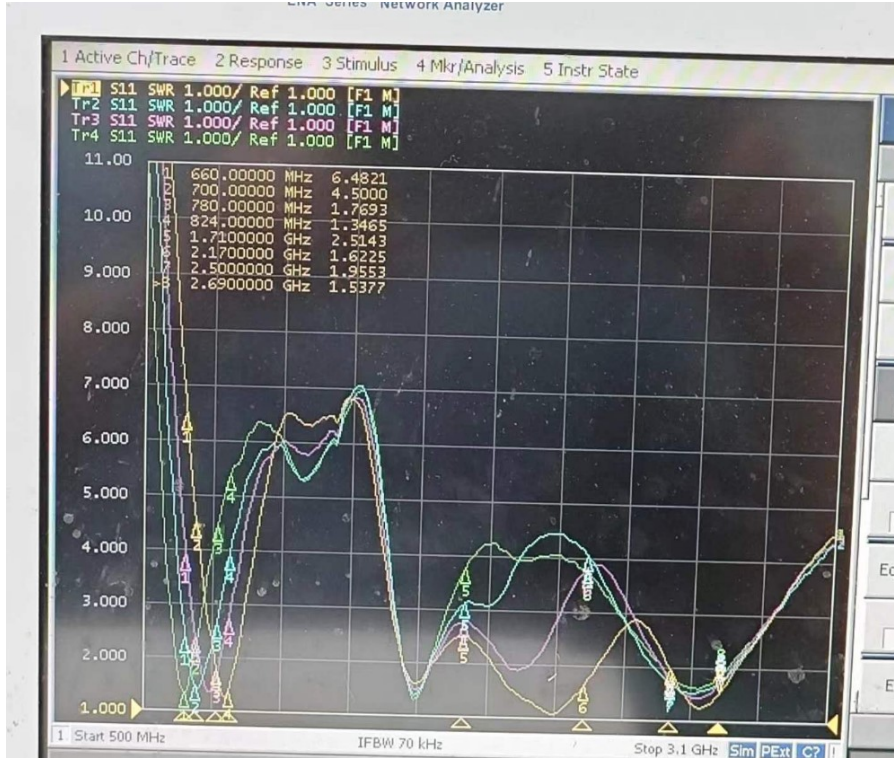 ENA Series Network Analyzer
1 Active Ch/Trace 2 Response 3 Stimulus 4 Mkr/Analysis 5 Instr State
Tr1 S11 SWR 1.000/ Ref 1.000 [F1 M]
Tr2 S11 SWR 1.000/ Ref 1.000 [F1 M]
Tr3 S11 SWR 1.000/ Ref 1.000 [F1 M]
Tr4 S11 SWR 1.000/ Ref 1.000 [F1 M]
11.00
1 660.00000 MHz 6.4821
2 700.00000 MHz 4.5000
3 780.00000 MHz 1.7693
4 824.00000 MHz 1.3465
5 1.7100000 GHz 2.5143
6 2.1700000 GHz 1.6225
7 2.5000000 GHz 1.9553
>8 2.6900000 GHz 1.5377
10.00
9.000
8.000
7.000
6.000
5.000
4.000
3.000
2.000
1.000
1 Start 500 MHz IFBW 70 kHz Stop 3.1 GHz Sim PExt C? !